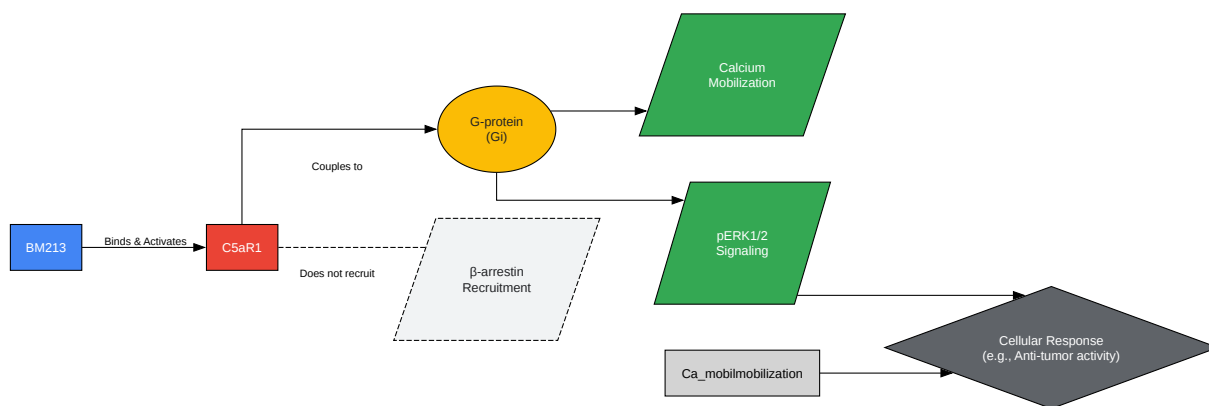 Calcium
Mobilization
G-protein
(Gi)
Couples to
BM213
Binds & Activates
C5aR1
Does not recruit
β-arrestin
Recruitment
pERK1/2
Signaling
Cellular Response
(e.g., Anti-tumor activity)
Ca_mobilmobilization